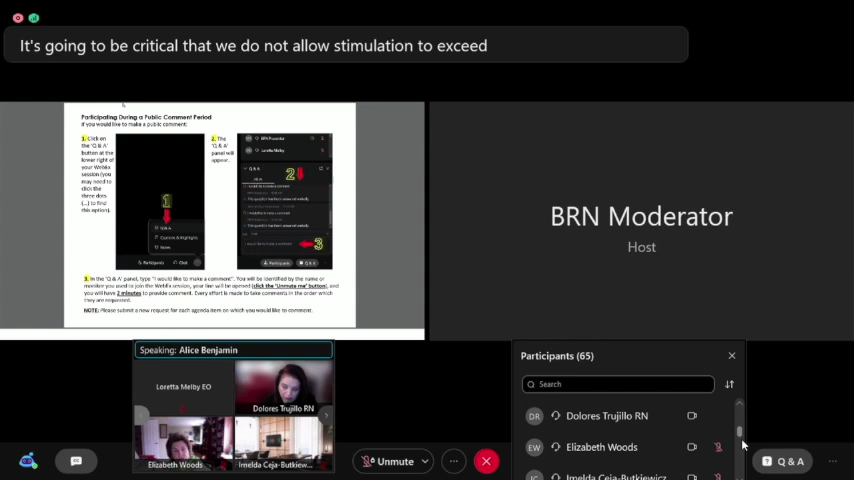 It's going to be critical that we do not allow stimulation to exceed
Participating During a Public Comment Period
If you would like to make a public comment:
1. Click on
the 'Q & A'
button at the
lower right of
your WebEx
session (you
may need to
click the
three dots
(...) to find
this option).
1
Q & A
Participants
Chat
2. The
'Q & A'
panel will
appear.
BRN Presenter
Loretta Melby
Q & A
2
3
Participants
Q & A
3. In the 'Q & A' panel, type "I would like to make a comment". You will be identified by the name or
moniker you used to join the WebEx session, your line will be opened (click the 'Unmute me' button), and
you will have 2 minutes to provide comment. Every effort is made to take comments in the order which
they are requested.
NOTE: Please submit a new request for each agenda item on which you would like to comment.
BRN Moderator
Host
Speaking: Alice Benjamin
Loretta Melby EO
Dolores Trujillo RN
Elizabeth Woods
Imelda Ceja-Butkiew...
Participants (65)
Search
DR Dolores Trujillo RN
EW Elizabeth Woods
Imelda Ceja-Butkiewicz
CC
Unmute
Q & A